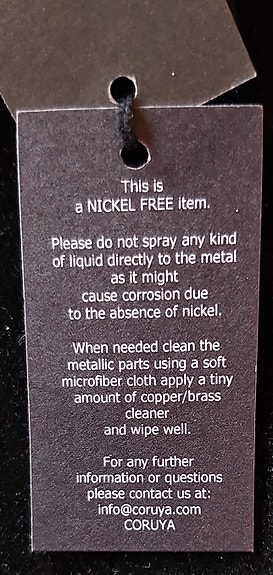 This is
a NICKEL FREE item.
Please do not spray any kind
of liquid directly to the metal
as it might
cause corrosion due
to the absence of nickel.
When needed clean the
metallic parts using a soft
microfiber cloth apply a tiny
amount of copper/brass
cleaner
and wipe well.
For any further
information or questions
please contact us at:
info@coruya.com
CORUYA